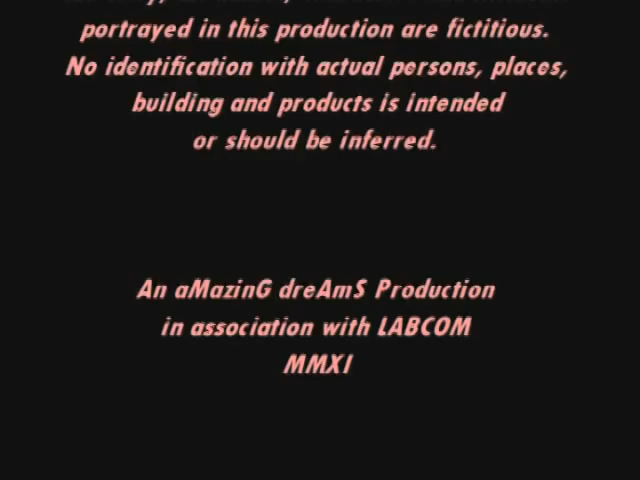 portrayed in this production are fictitious.
No identification with actual persons, places,
building and products is intended
or should be inferred.
An aMazinG dreAmS Production
in association with LABCOM
MMXI